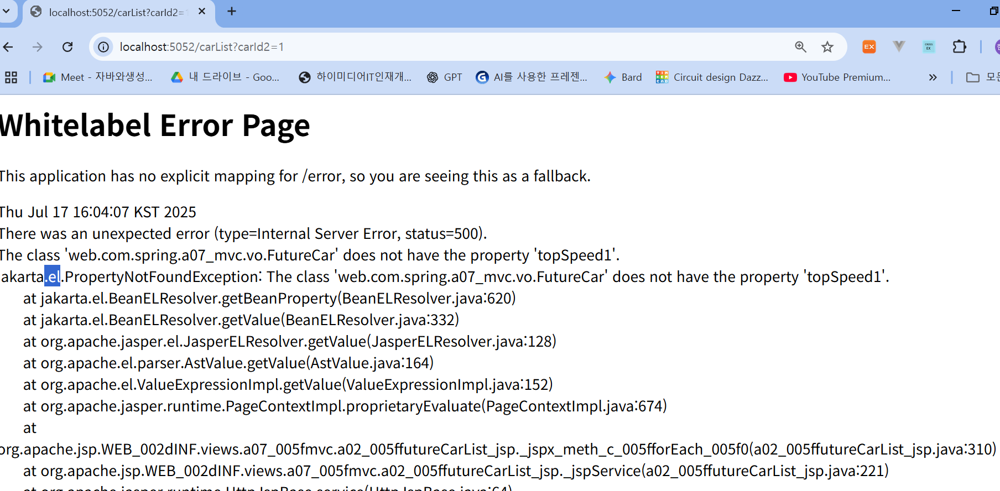 localhost:5052/carList?carId2=1
localhost:5052/carList?carId2=1
EX
CROSS
EX
Meet - 자바와생성...
내 드라이브 - Goo...
하이미디어IT인재개...
GPT
AI를 사용한 프레젠...
Bard
Circuit design Dazz...
YouTube Premium...
Whitelabel Error Page
This application has no explicit mapping for /error, so you are seeing this as a fallback.
Thu Jul 17 16:04:07 KST 2025
There was an unexpected error (type=Internal Server Error, status=500).
The class 'web.com.spring.a07_mvc.vo.FutureCar' does not have the property 'topSpeed1'.
jakarta.el.PropertyNotFoundException: The class 'web.com.spring.a07_mvc.vo.FutureCar' does not have the property 'topSpeed1'.
at jakarta.el.BeanELResolver.getBeanProperty(BeanELResolver.java:620)
at jakarta.el.BeanELResolver.getValue(BeanELResolver.java:332)
at org.apache.jasper.el.JasperELResolver.getValue(JasperELResolver.java:128)
at org.apache.el.parser.AstValue.getValue(AstValue.java:164)
at org.apache.el.ValueExpressionImpl.getValue(ValueExpressionImpl.java:152)
at org.apache.jasper.runtime.PageContextImpl.proprietaryEvaluate(PageContextImpl.java:674)
at
org.apache.jsp.WEB_002dINF.views.a07_005fmvc.a02_005ffutureCarList_jsp._jspx_meth_c_005fforEach_005f0(a02_005ffutureCarList_jsp.java:310)
at org.apache.jsp.WEB_002dINF.views.a07_005fmvc.a02_005ffutureCarList_jsp._jspService(a02_005ffutureCarList_jsp.java:221)
at org.apache.jasper.runtime.HttpJspBase.service(HttpJspBase.java:64)